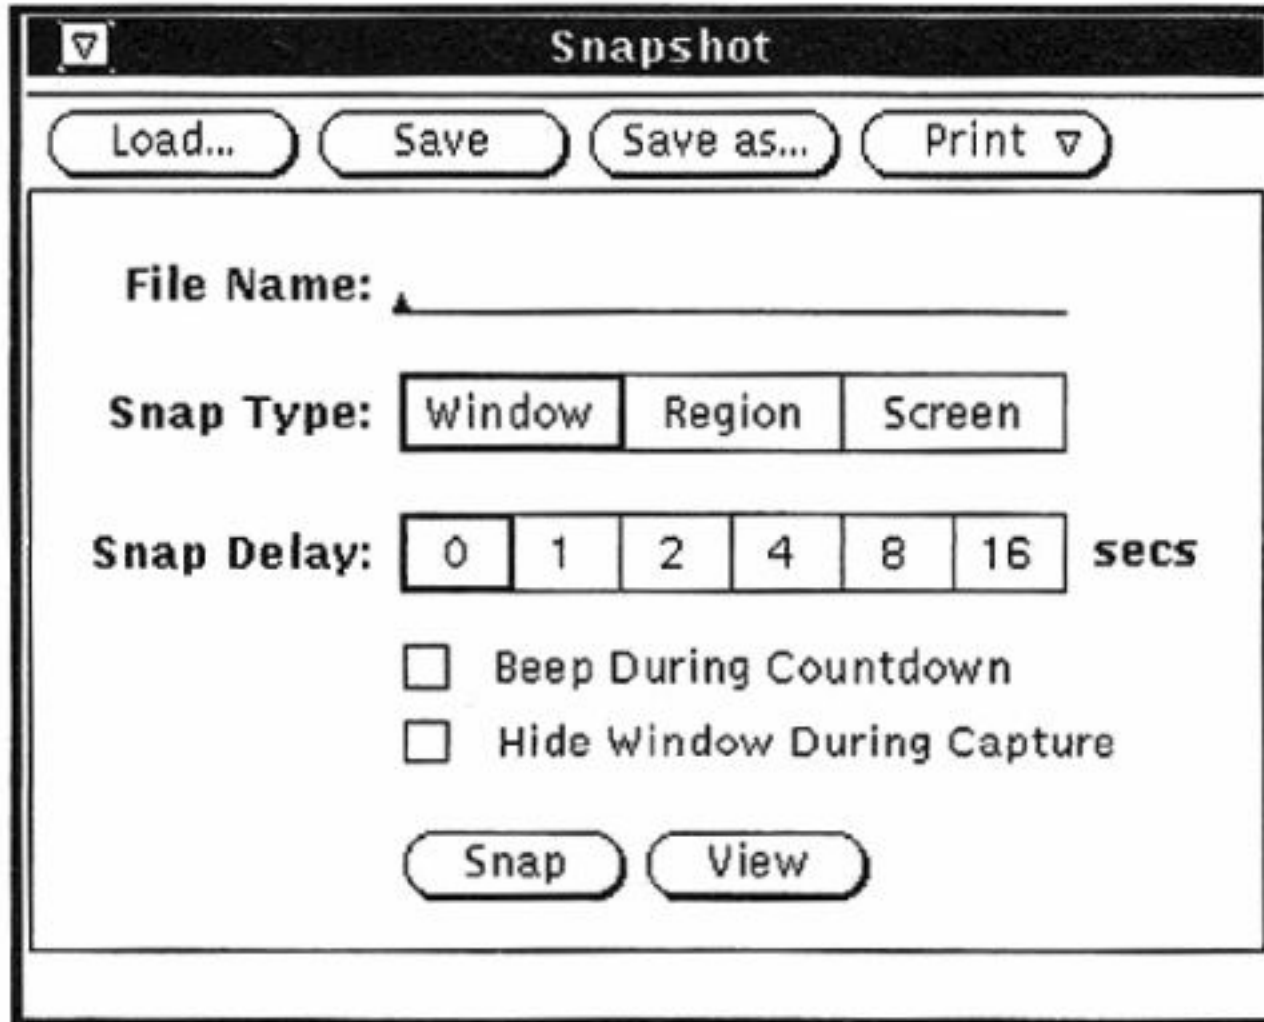 Snapshot
Load... Save Save as... Print
File Name:
Snap Type: Window Region Screen
Snap Delay: 0 1 2 4 8 16 secs
Beep During Countdown
Hide Window During Capture
Snap View